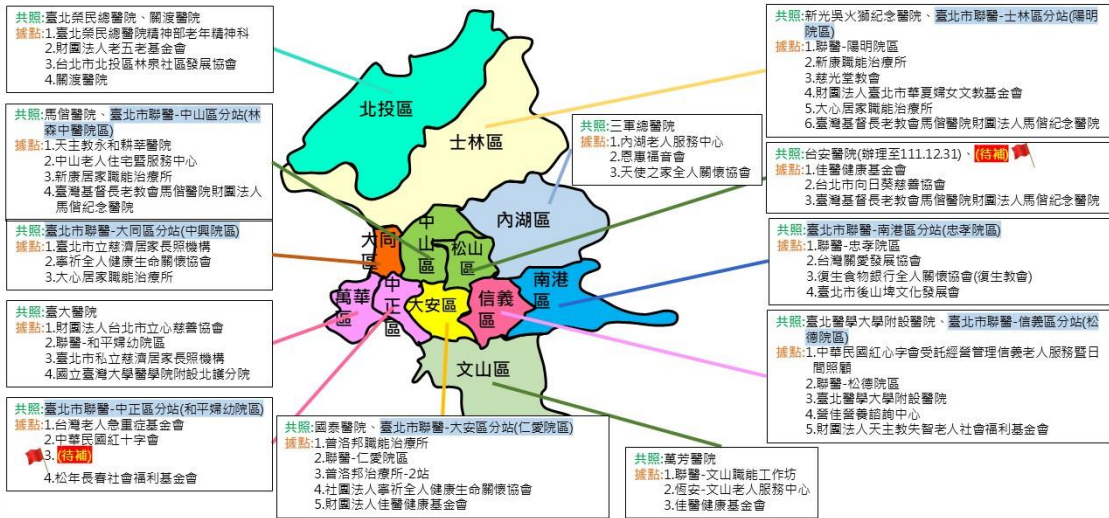 共照:臺北榮民總醫院、關渡醫院
據點:1.臺北榮民總醫院精神部老年精神科
2.財團法人老五老基金會
3.台北市北投區林泉社區發展協會
4.關渡醫院
共照:馬偕醫院、臺北市聯醫-中山區分站(林
森中醫院區)
據點:1.天主教永和耕莘醫院
2.中山老人住宅暨服務中心
3.新康居家職能治療所
4.臺灣基督長老教會馬偕醫院財團法人
馬偕紀念醫院
共照:臺北市聯醫-大同區分站(中興院區)
據點:1.臺北市立慈濟居家長照機構
2.寧祈全人健康生命關懷協會
3.大心居家職能治療所
共照:臺大醫院
據點:1.財團法人台北市立心慈善協會
2.聯醫-和平婦幼院區
3.臺北市私立慈濟居家長照機構
4.國立臺灣大學醫學院附設北護分院
共照:臺北市聯醫-中正區分站(和平婦幼院區)
據點:1.台灣老人急重症基金會
2.中華民國紅十字會
3.(待補)
4.松年長春社會福利基金會
北投區
士林區
中山區
大同區
松山區
內湖區
萬華區
中正區
大安區
信義區
南港區
文山區
共照:三軍總醫院
據點:1.內湖老人服務中心
2.恩惠福音會
3.天使之家全人關懷協會
共照:國泰醫院、臺北市聯醫-大安區分站(仁愛院區)
據點:1.普洛邦職能治療所
2.聯醫-仁愛院區
3.普洛邦治療所-2站
4.社團法人寧祈全人健康生命關懷協會
5.財團法人佳醫健康基金會
共照:新光吳火獅紀念醫院、臺北市聯醫-士林區分站(陽明
院區)
據點:1.聯醫-陽明院區
2.新康職能治療所
3.慈光堂教會
4.財團法人臺北市華夏婦女文教基金會
5.大心居家職能治療所
6.臺灣基督長老教會馬偕醫院財團法人馬偕紀念醫院
共照:台安醫院(辦理至111.12.31)、(待補)
據點:1.佳醫健康基金會
2.台北市向日葵慈善協會
3.臺灣基督長老教會馬偕醫院財團法人馬偕紀念醫院
共照:臺北市聯醫-南港區分站(忠孝院區)
據點:1.聯醫-忠孝院區
2.台灣關愛發展協會
3.復生食物銀行全人關懷協會(復生教會)
4.臺北市後山埤文化發展會
共照:臺北醫學大學附設醫院、臺北市聯醫-信義區分站(松
德院區)
據點:1.中華民國紅心字會受託經營管理信義老人服務暨日
間照顧
2.聯醫-松德院區
3.臺北醫學大學附設醫院
4.營佳營養諮詢中心
5.財團法人天主教失智老人社會福利基金會
共照:萬芳醫院
據點:1.聯醫-文山職能工作坊
2.恆安-文山老人服務中心
3.佳醫健康基金會